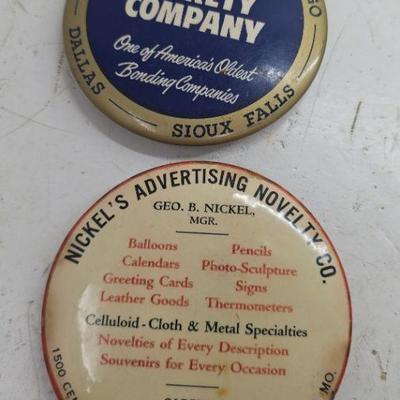 COMPANY
One of America's Oldest
Bonding Companies
DALLAS
SIOUX FALLS
NICKEL'S ADVERTISING NOVELTY CO.
GEO. B. NICKEL,
MGR.
Balloons Pencils
Calendars Photo-Sculpture
Greeting Cards Signs
Leather Goods Thermometers
Celluloid - Cloth & Metal Specialties
Novelties of Every Description
Souvenirs for Every Occasion
1500
MO.